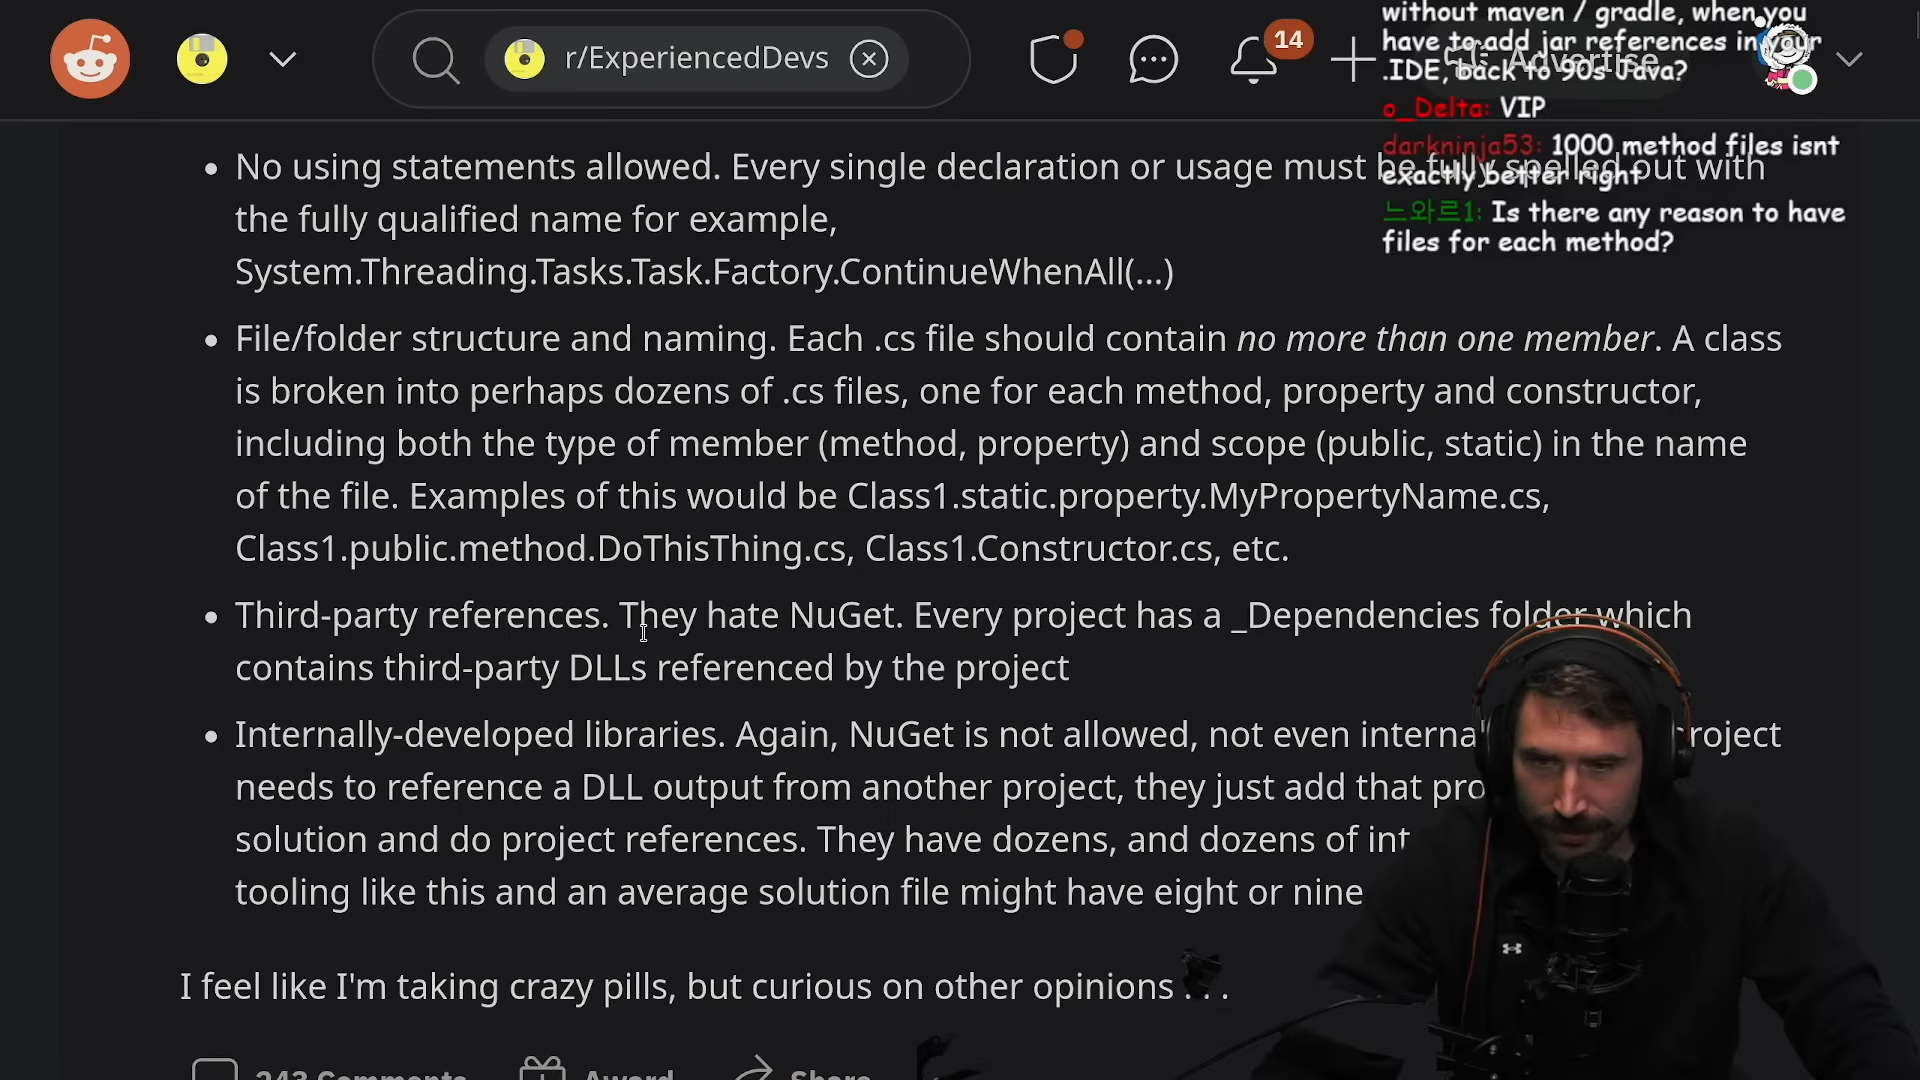 r/ExperiencedDevs
14
Advertise
without maven / gradle, when you
have to add jar references in your
.IDE, back to 90s Java?
o_Delta: VIP
darkninja53: 1000 method files isnt
exactly better right
느와르1: Is there any reason to have
files for each method?
No using statements allowed. Every single declaration or usage must be fully spelled out with
the fully qualified name for example,
System.Threading.Tasks.Task.Factory.ContinueWhenAll(...)
File/folder structure and naming. Each .cs file should contain no more than one member. A class
is broken into perhaps dozens of .cs files, one for each method, property and constructor,
including both the type of member (method, property) and scope (public, static) in the name
of the file. Examples of this would be Class1.static.property.MyPropertyName.cs,
Class1.public.method.DoThisThing.cs, Class1.Constructor.cs, etc.
Third-party references. They hate NuGet. Every project has a _Dependencies folder which
contains third-party DLLs referenced by the project
Internally-developed libraries. Again, NuGet is not allowed, not even interna roject
needs to reference a DLL output from another project, they just add that pro
solution and do project references. They have dozens, and dozens of int
tooling like this and an average solution file might have eight or nine
I feel like I'm taking crazy pills, but curious on other opinions . . .
243 Comments Award Share